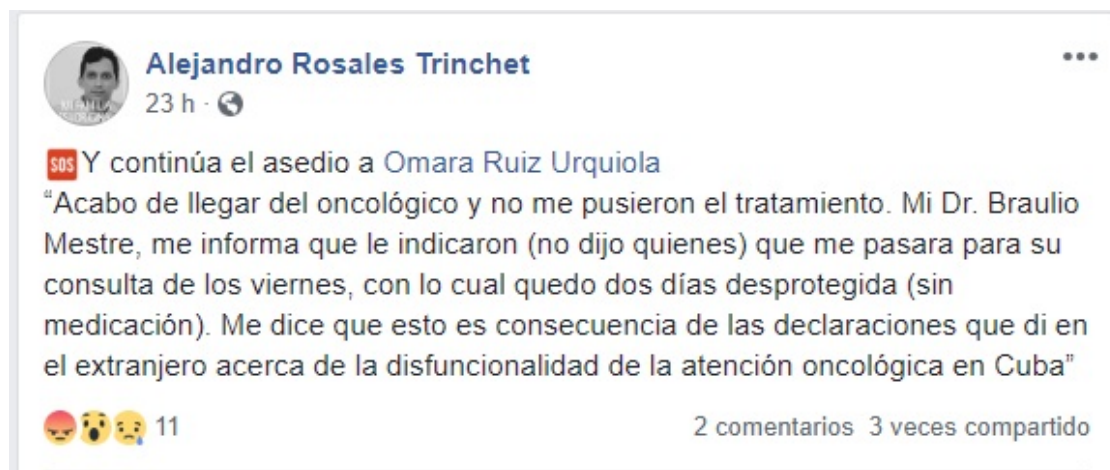 Alejandro Rosales Trinchet
23 h ·
🆘Y continúa el asedio a Omara Ruiz Urquiola
“Acabo de llegar del oncológico y no me pusieron el tratamiento. Mi Dr. Braulio
Mestre, me informa que le indicaron (no dijo quienes) que me pasara para su
consulta de los viernes, con lo cual quedo dos días desprotegida (sin
medicación). Me dice que esto es consecuencia de las declaraciones que di en
el extranjero acerca de la disfuncionalidad de la atención oncológica en Cuba”
11
2 comentarios 3 veces compartido